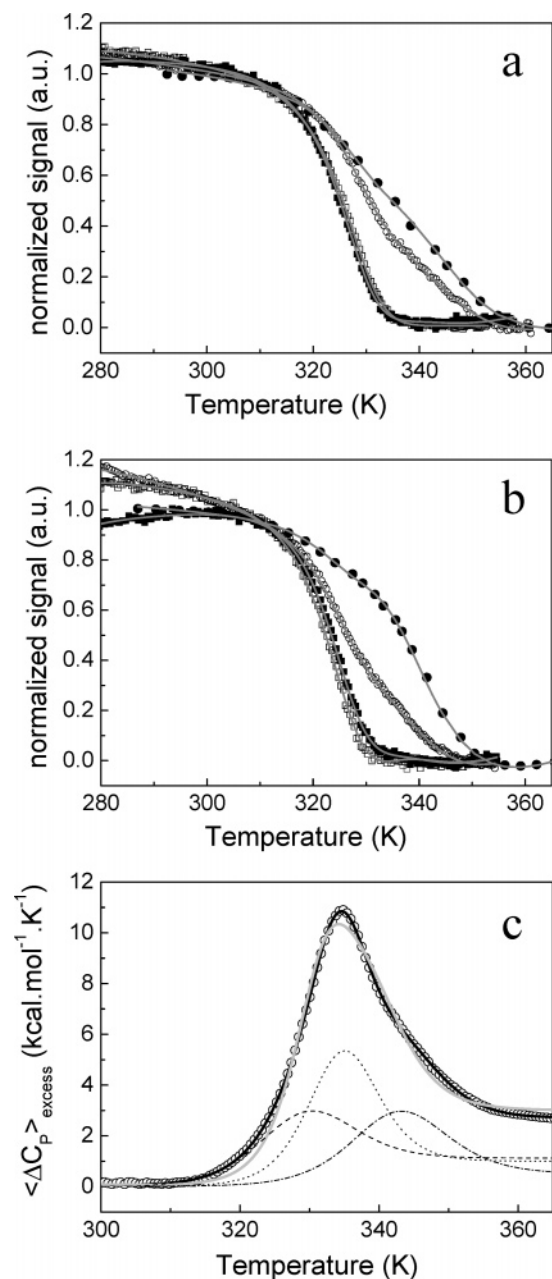 a
1.2
1.0
0.8
0.6
0.4
0.2
0.0
normalized signal (a.u.)
280 300 320 340 360
Temperature (K)
b
1.2
1.0
0.8
0.6
0.4
0.2
0.0
normalized signal (a.u.)
280 300 320 340 360
Temperature (K)
c
12
10
8
6
4
2
0
<ΔC_P>_excess (kcal.mol⁻¹.K⁻¹)
300 320 340 360
Temperature (K)